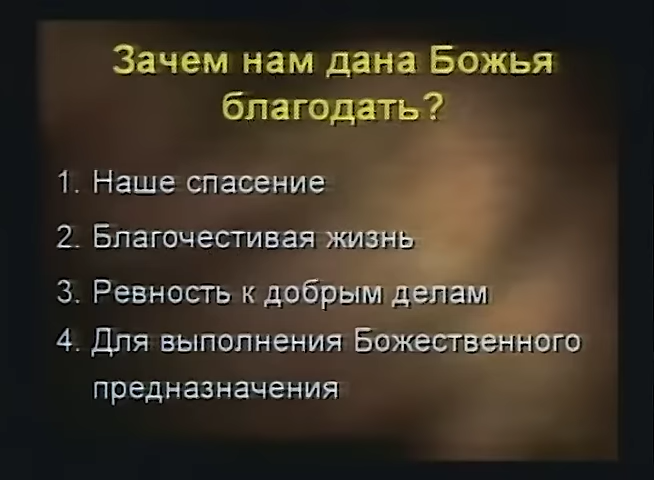 Зачем нам дана Божья
благодать?
1. Наше спасение
2. Благочестивая жизнь
3. Ревность к добрым делам
4. Для выполнения Божественного
предназначения